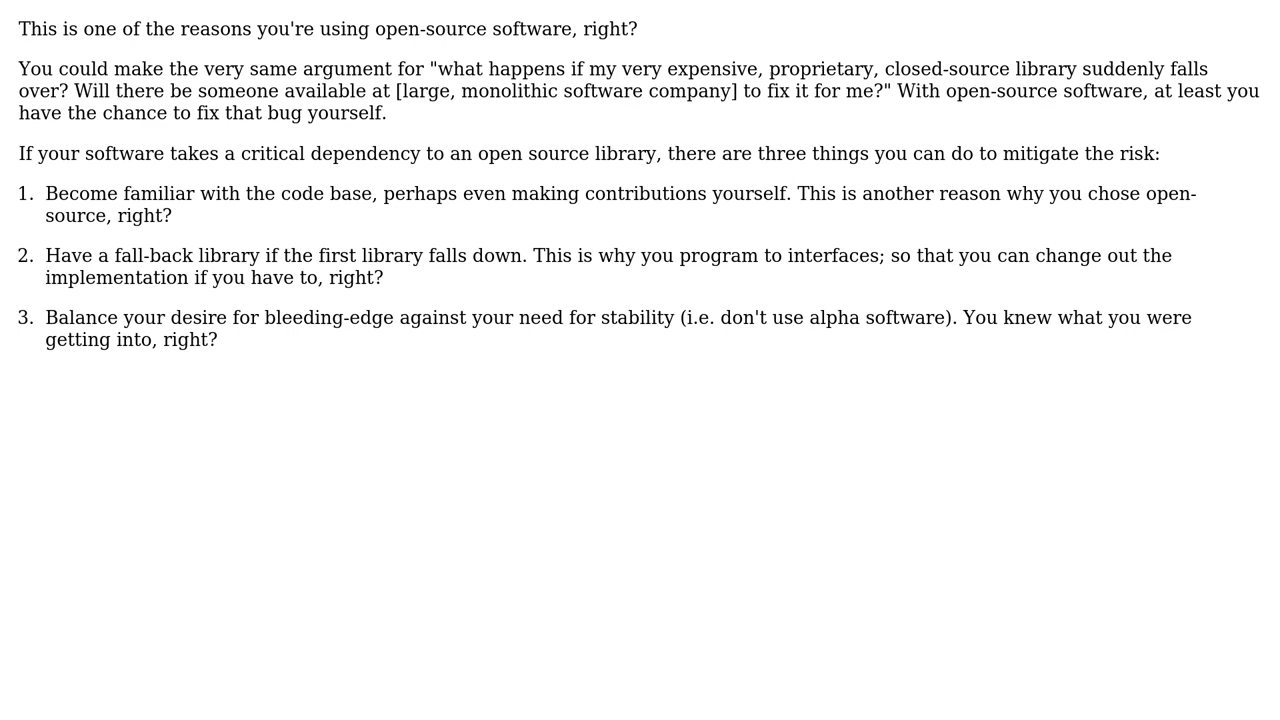 This is one of the reasons you're using open-source software, right?
You could make the very same argument for "what happens if my very expensive, proprietary, closed-source library suddenly falls
over? Will there be someone available at [large, monolithic software company] to fix it for me?" With open-source software, at least you
have the chance to fix that bug yourself.
If your software takes a critical dependency to an open source library, there are three things you can do to mitigate the risk:
1. Become familiar with the code base, perhaps even making contributions yourself. This is another reason why you chose open-
source, right?
2. Have a fall-back library if the first library falls down. This is why you program to interfaces; so that you can change out the
implementation if you have to, right?
3. Balance your desire for bleeding-edge against your need for stability (i.e. don't use alpha software). You knew what you were
getting into, right?